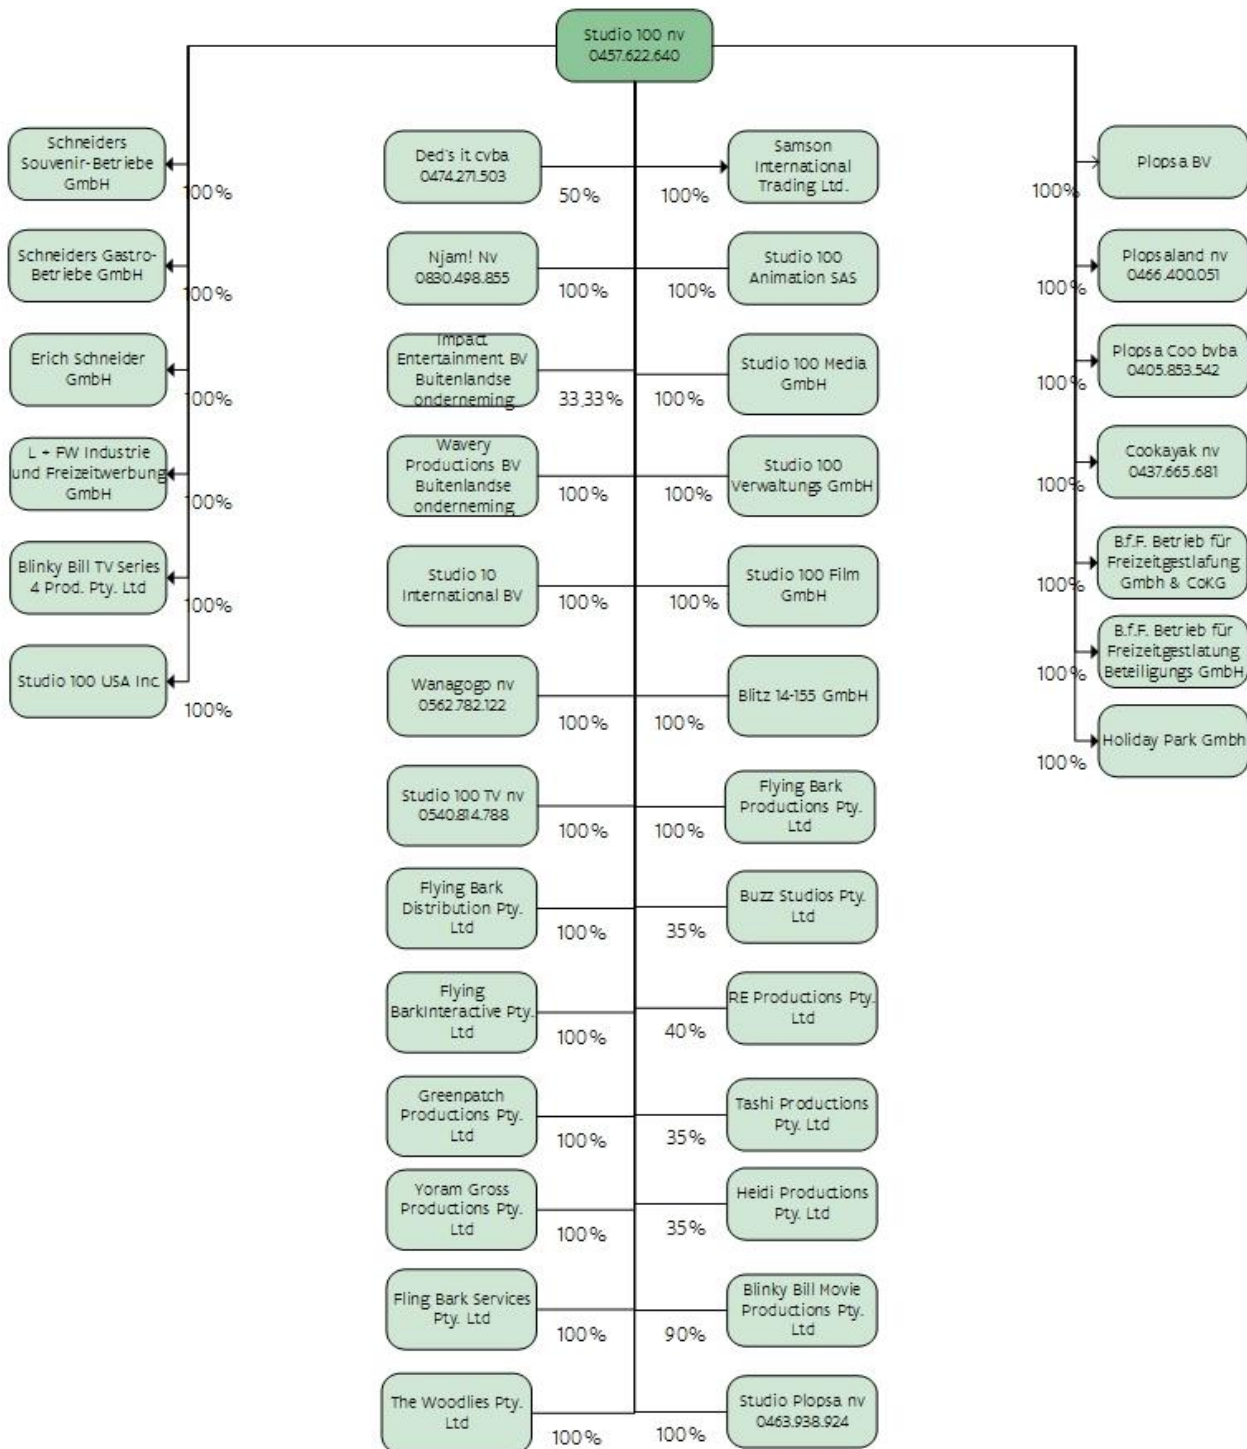 Studio 100 nv
0457.622.640
Schneiders
Souvenir-Betriebe
GmbH
100%
Schneiders Gastro-
Betriebe GmbH
100%
Erich Schneider
GmbH
100%
L + FW Industrie
und Freizeitwerbung
GmbH
100%
Blinky Bill TV Series
4 Prod. Pty. Ltd
100%
Studio 100 USA Inc.
100%
Ded's it cvba
0474.271.503
50%
Njam! Nv
0830.498.855
100%
Impact
Entertainment BV
Buitenlandse
onderneming
33,33%
Wavery
Productions BV
Buitenlandse
onderneming
100%
Studio 10
International BV
100%
Wanagogo nv
0562.782.122
100%
Studio 100 TV nv
0540.814.788
100%
Flying Bark
Distribution Pty.
Ltd
100%
Flying
BarkInteractive Pty.
Ltd
100%
Greenpatch
Productions Pty.
Ltd
100%
Yoram Gross
Productions Pty.
Ltd
100%
Fling Bark Services
Pty. Ltd
100%
The Woodlies Pty.
Ltd
100%
Samson
International
Trading Ltd.
100%
Studio 100
Animation SAS
100%
Studio 100 Media
GmbH
100%
Studio 100
Verwaltungs GmbH
100%
Studio 100 Film
GmbH
100%
Blitz 14-155 GmbH
100%
Flying Bark
Productions Pty.
Ltd
100%
Buzz Studios Pty.
Ltd
35%
RE Productions Pty.
Ltd
40%
Tashi Productions
Pty. Ltd
35%
Heidi Productions
Pty. Ltd
35%
Blinky Bill Movie
Productions Pty.
Ltd
90%
Studio Plopsa nv
0463.938.924
100%
Plopsa BV
100%
Plopsaland nv
0466.400.051
100%
Plopsa Coo bvba
0405.853.542
100%
Cookayak nv
0437.665.681
100%
B.f.F. Betrieb für
Freizeitgestlafung
Gmbh & CoKG
100%
B.f.F. Betrieb für
Freizeitgestlatung
Beteiligungs GmbH
100%
Holiday Park Gmbh
100%